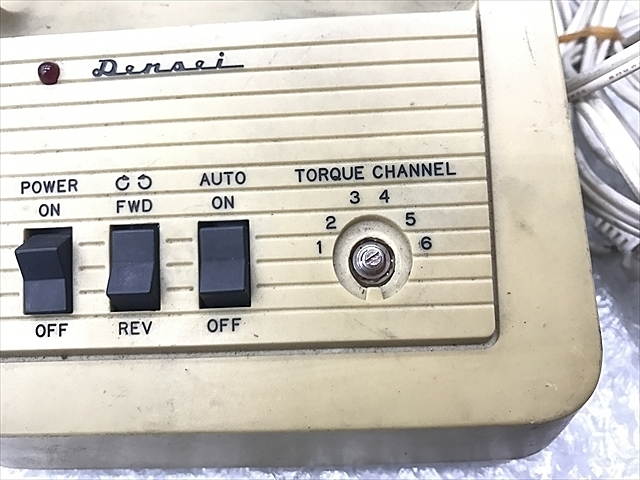 Densei
POWER
ON
OFF
FWD
REV
AUTO
ON
OFF
TORQUE CHANNEL
1 2 3 4 5 6